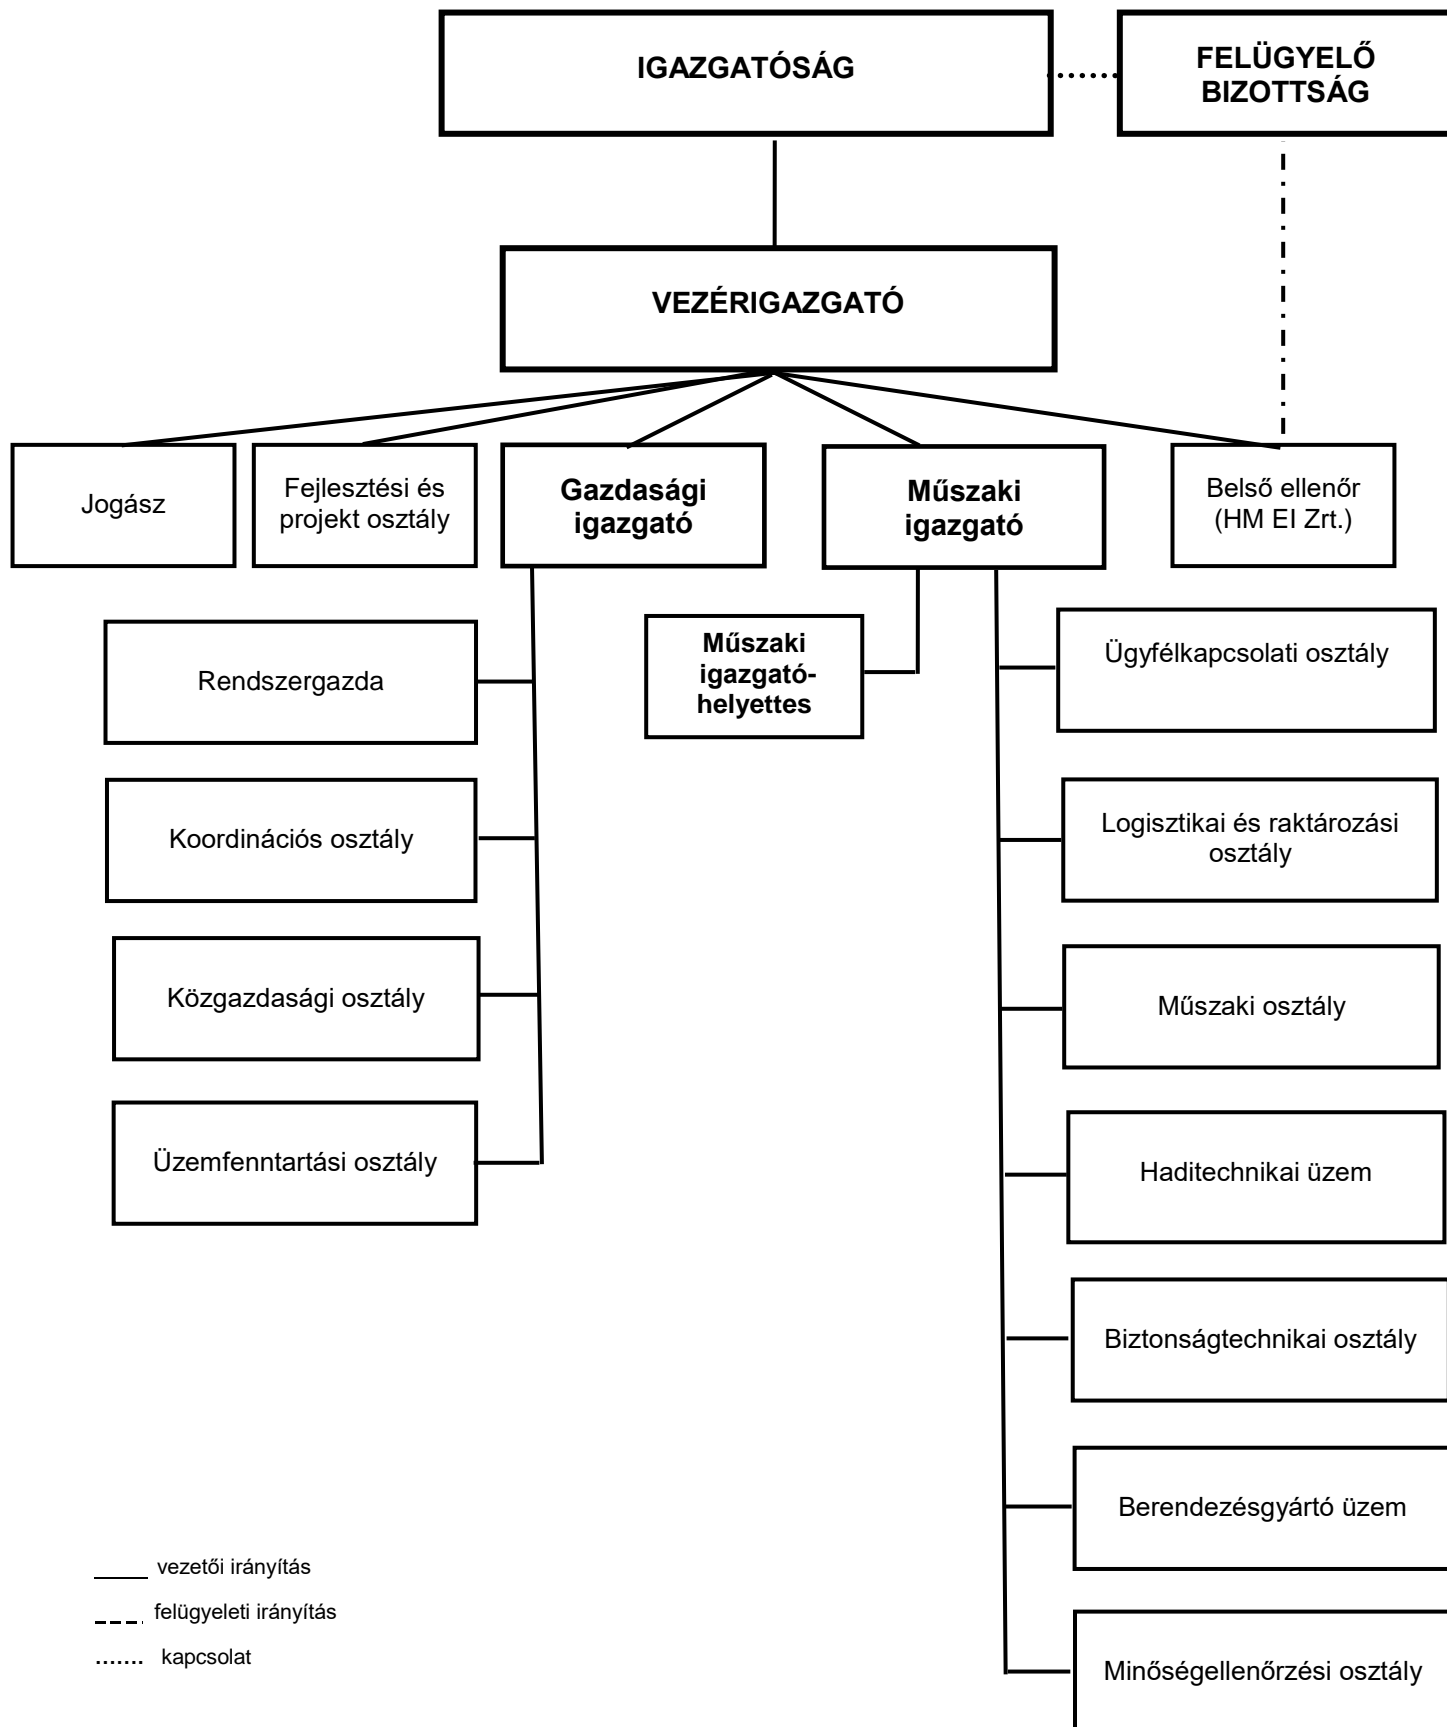 IGAZGATÓSÁG
FELÜGYELŐ
BIZOTTSÁG
VEZÉRIGAZGATÓ
Jogász
Fejlesztési és
projekt osztály
Gazdasági
igazgató
Műszaki
igazgató
Belső ellenőr
(HM EI Zrt.)
Rendszergazda
Műszaki
igazgató-
helyettes
Ügyfélkapcsolati osztály
Koordinációs osztály
Logisztikai és raktározási
osztály
Közgazdasági osztály
Műszaki osztály
Üzemfenntartási osztály
Haditechnikai üzem
Biztonságtechnikai osztály
Berendezésgyártó üzem
Minőségellenőrzési osztály
vezetői irányítás
felügyeleti irányítás
kapcsolat